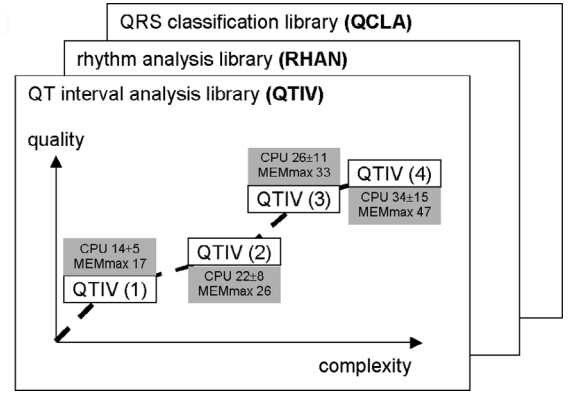 QRS classification library (QCLA)
rhythm analysis library (RHAN)
QT interval analysis library (QTIV)
quality
CPU 26±11
MEMmax 33
QTIV (4)
QTIV (3)
CPU 34±15
MEMmax 47
CPU 14+5
MEMmax 17
QTIV (2)
QTIV (1)
CPU 22±8
MEMmax 26
complexity